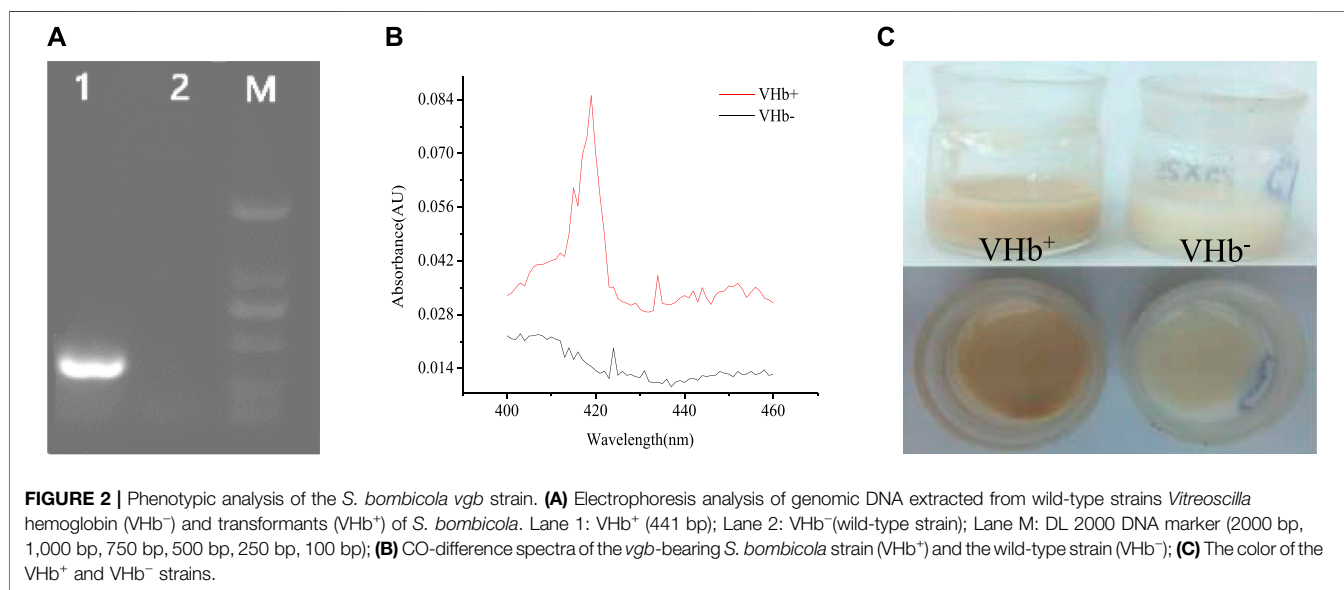 A
B
C
1 2 M
0.084
0.070
0.056
0.042
0.028
0.014
Absorbance(AU)
400 420 440 460
Wavelength(nm)
VHb+
VHb-
VHb⁺ VHb⁻
FIGURE 2 | Phenotypic analysis of the S. bombicola vgb strain. (A) Electrophoresis analysis of genomic DNA extracted from wild-type strains Vitreoscilla
hemoglobin (VHb⁻) and transformants (VHb⁺) of S. bombicola. Lane 1: VHb⁺ (441 bp); Lane 2: VHb⁻(wild-type strain); Lane M: DL 2000 DNA marker (2000 bp,
1,000 bp, 750 bp, 500 bp, 250 bp, 100 bp); (B) CO-difference spectra of the vgb-bearing S. bombicola strain (VHb⁺) and the wild-type strain (VHb⁻); (C) The color of the
VHb⁺ and VHb⁻ strains.